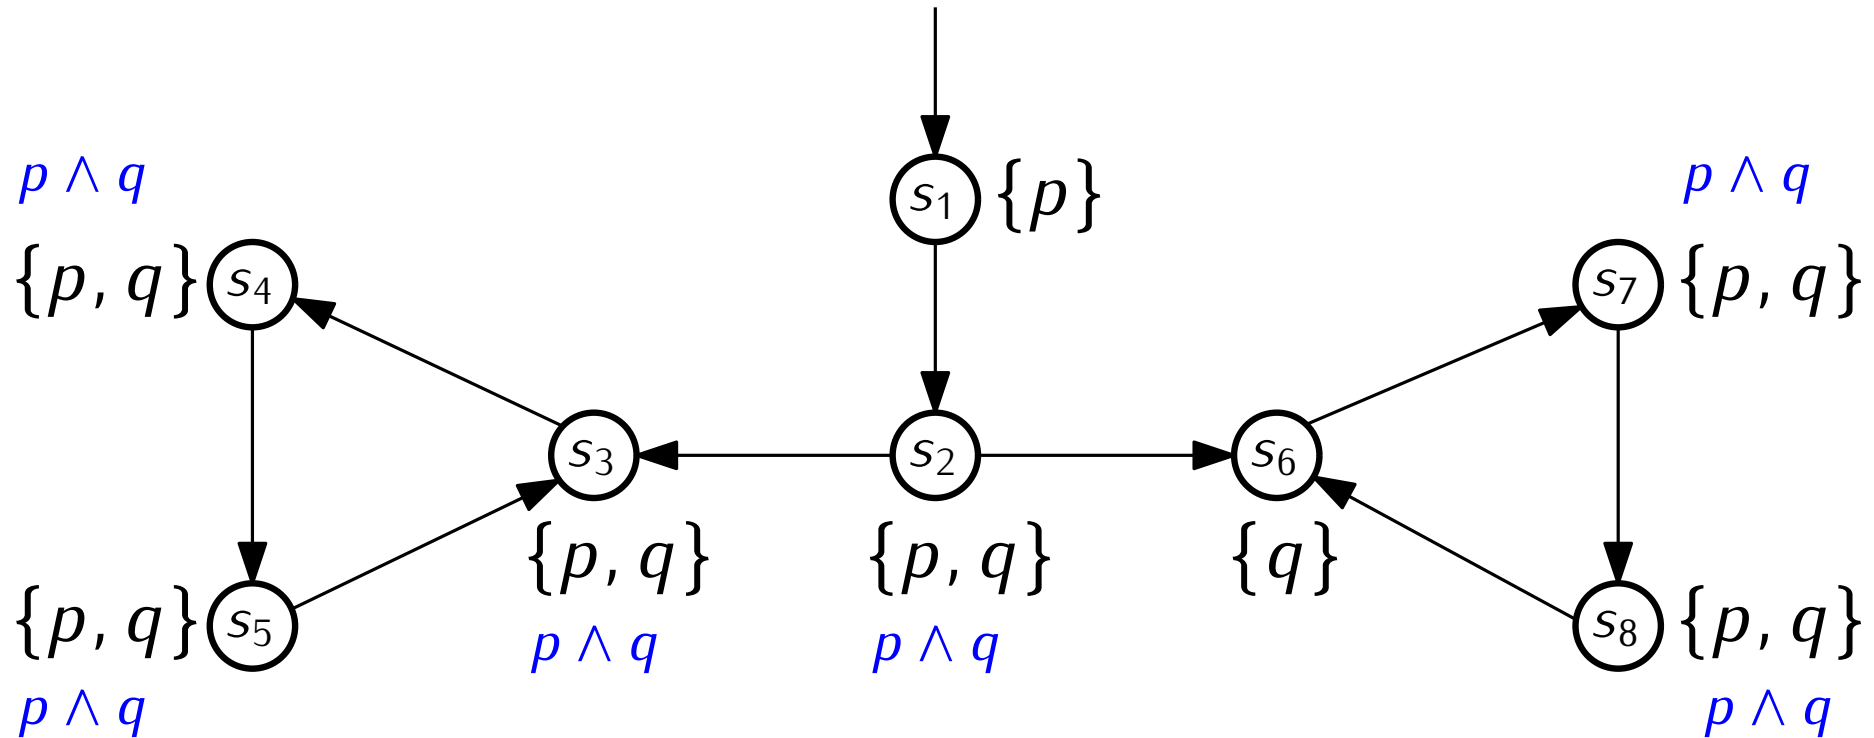 p ∧ q
p ∧ q
s₁ {p}
{p, q} s₄
s₇ {p, q}
s₃
s₂
s₆
{p, q}
{p, q}
{q}
{p, q} s₅
s₈ {p, q}
p ∧ q
p ∧ q
p ∧ q
p ∧ q